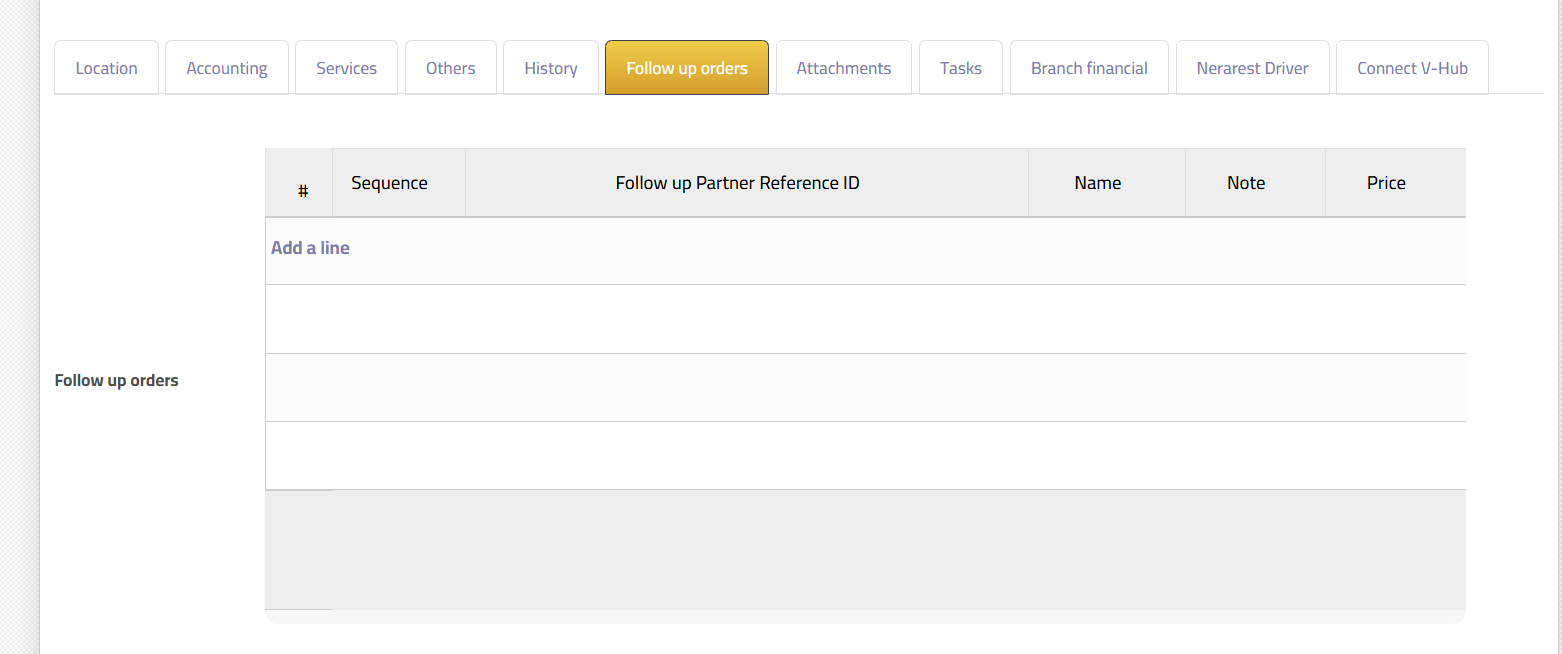 Location Accounting Services Others History Follow up orders Attachments Tasks Branch financial Nerarest Driver Connect V-Hub
# Sequence Follow up Partner Reference ID Name Note Price
Add a line
Follow up orders